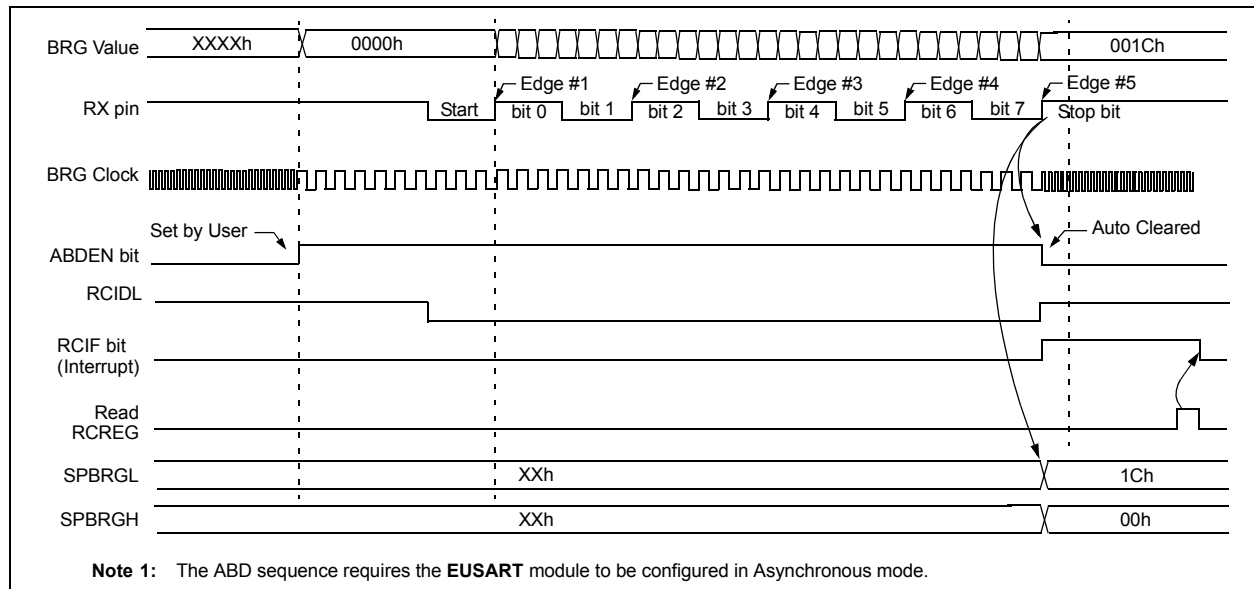 BRG Value XXXXh 0000h 001Ch
Edge #1 Edge #2 Edge #3 Edge #4 Edge #5
RX pin Start bit 0 bit 1 bit 2 bit 3 bit 4 bit 5 bit 6 bit 7 Stop bit
BRG Clock
Set by User Auto Cleared
ABDEN bit
RCIDL
RCIF bit
(Interrupt)
Read
RCREG
SPBRGL XXh 1Ch
SPBRGH XXh 00h
Note 1: The ABD sequence requires the EUSART module to be configured in Asynchronous mode.